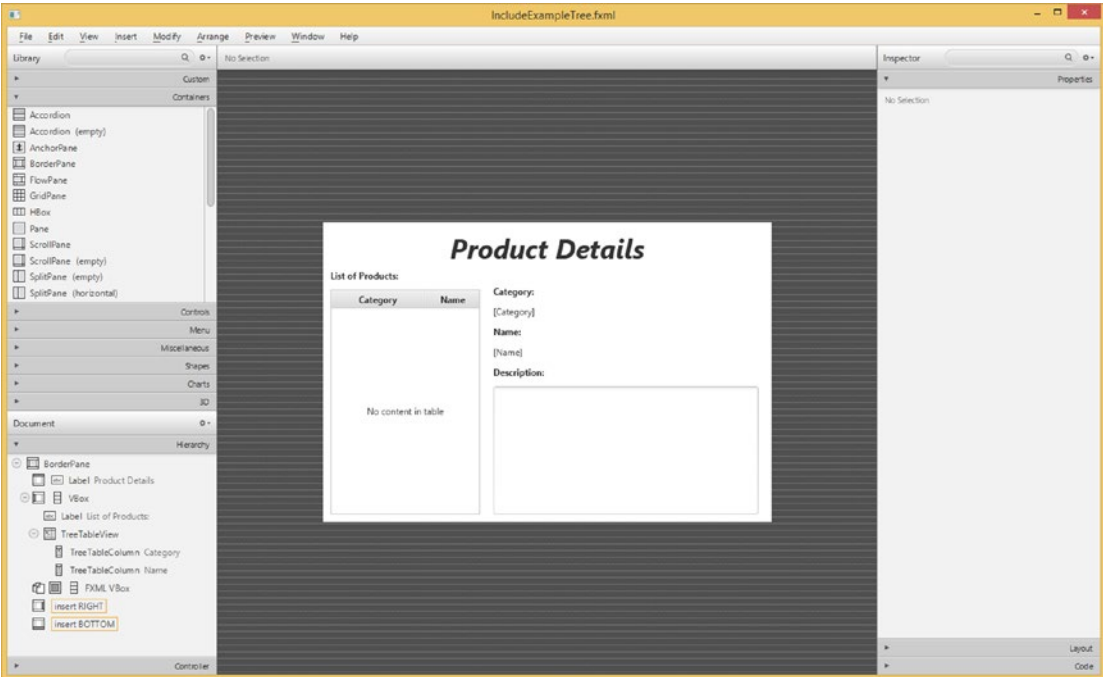 IncludeExampleTree.fxml
File Edit View Insert Modify Arrange Preview Window Help
Library
No Selection
Inspector
Custom
Properties
Containers
No Selection
Accordion
Accordion (empty)
AnchorPane
BorderPane
FlowPane
GridPane
HBox
Pane
ScrollPane
ScrollPane (empty)
SplitPane (empty)
SplitPane (horizontal)
Controls
Menu
Miscellaneous
Shapes
Charts
3D
Product Details
List of Products:
Category Name
No content in table
Category:
[Category]
Name:
[Name]
Description:
Document
Hierarchy
BorderPane
abc Label Product Details
VBox
abc Label List of Products:
TreeTableView
TreeTableColumn Category
TreeTableColumn Name
FXML VBox
insert RIGHT
insert BOTTOM
Controller
Layout
Code